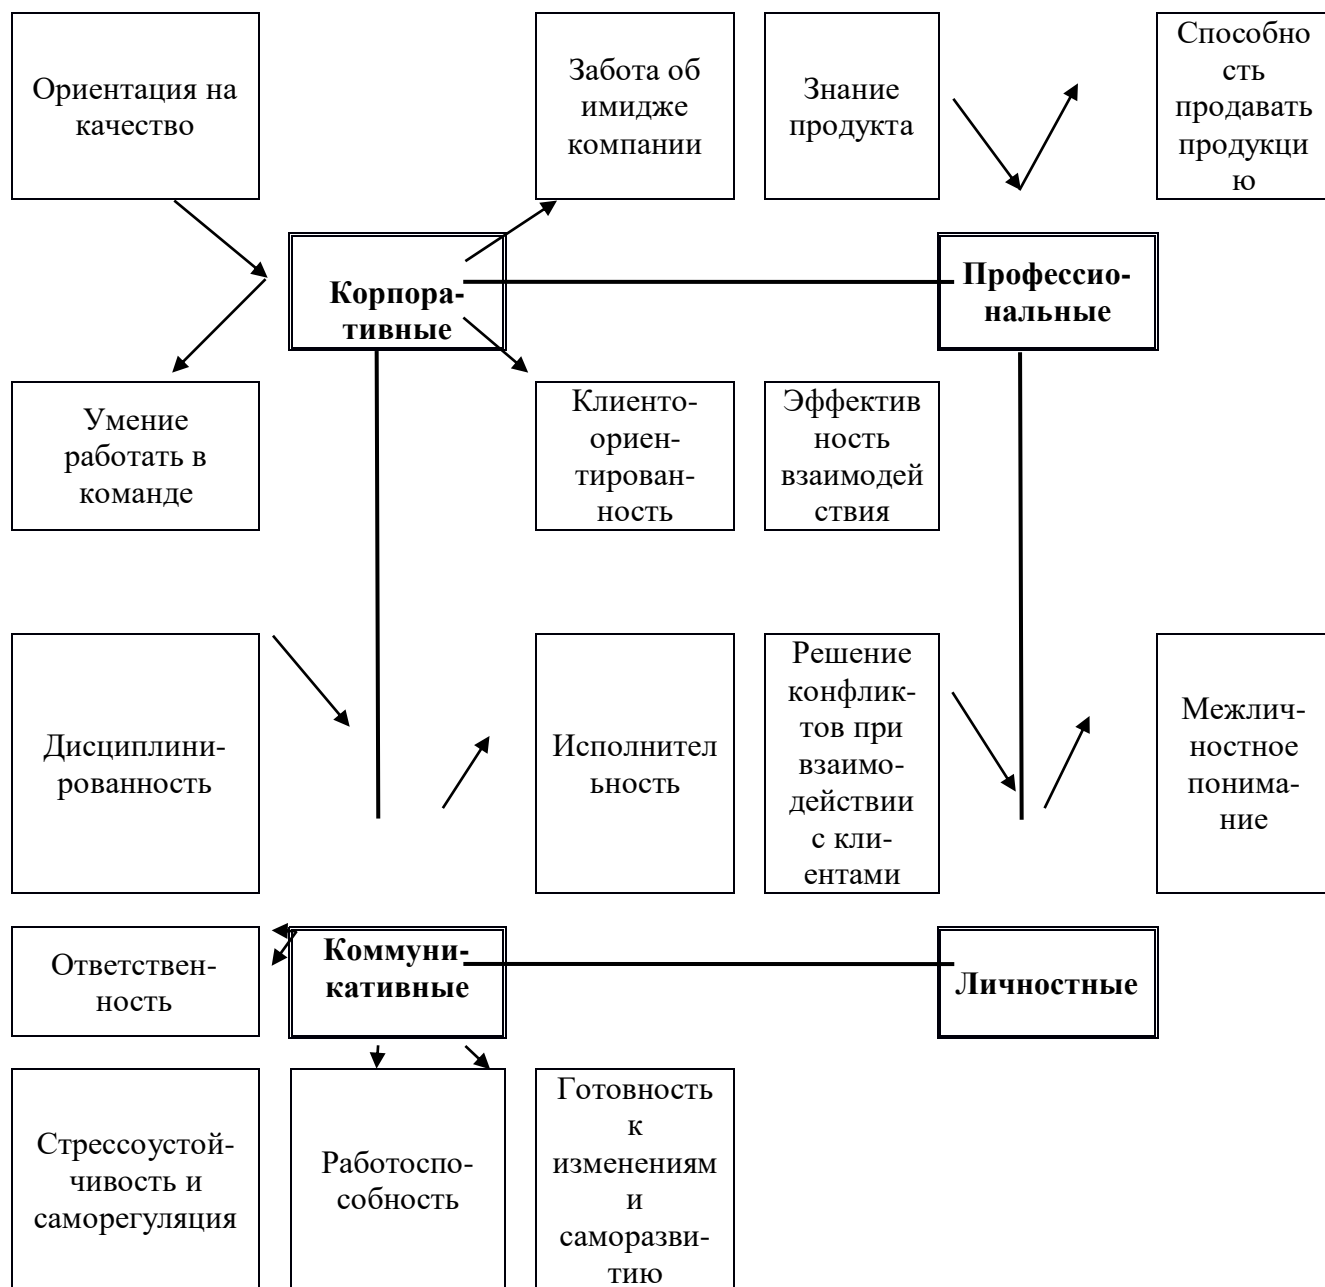 Ориентация на
качество
Забота об
имидже
компании
Знание
продукта
Способно
сть
продавать
продукци
ю
Корпора-
тивные
Профессио-
нальные
Умение
работать в
команде
Клиенто-
ориен-
тирован-
ность
Эффектив
ность
взаимодей
ствия
Дисциплини-
рованность
Исполнител
ьность
Решение
конфлик-
тов при
взаимо-
действии
с кли-
ентами
Межлич-
ностное
понима-
ние
Ответствен-
ность
Коммуни-
кативные
Личностные
Стрессоустой-
чивость и
саморегуляция
Работоспо-
собность
Готовность
к
изменениям
и
саморазви-
тию